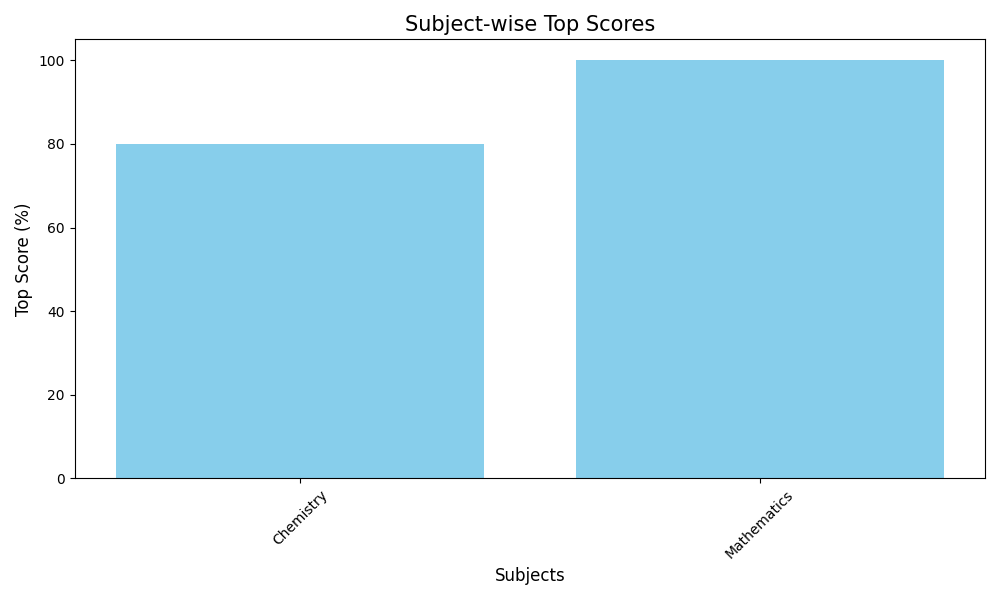 Subject-wise Top Scores
Top Score (%)
100
80
60
40
20
0
Chemistry
Mathematics
Subjects